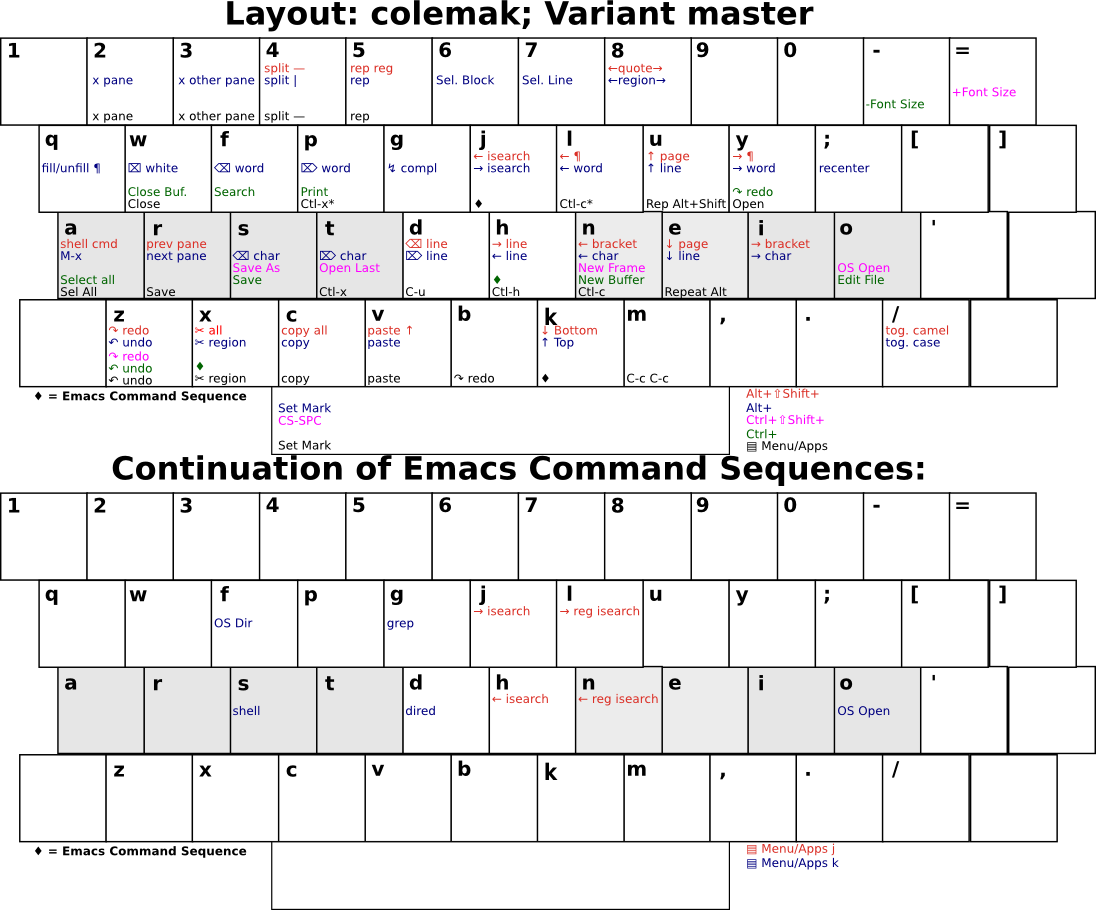 Layout: colemak; Variant master
1 2 3 4 5 6 7 8 9 0 - =
split — rep reg ←quote→
x pane x other pane split | rep Sel. Block Sel. Line ←region→
+Font Size
-Font Size
x pane x other pane split — rep
q w f p g j l u y ; [ ]
← isearch ← ¶ ↑ page → ¶
fill/unfill ¶ ⌧ white ⌫ word ⌦ word ↯ compl → isearch ← word ↑ line → word recenter
Close Buf. Search Print ↷ redo
Close Ctl-x* ♦ Ctl-c* Rep Alt+Shift Open
a r s t d h n e i o '
shell cmd prev pane ⌫ line → line ← bracket ↓ page → bracket
M-x next pane ⌫ char ⌦ char ⌦ line ← line ← char ↓ line → char
Save As Open Last New Frame OS Open
Select all Save ♦ New Buffer Edit File
Sel All Save Ctl-x C-u Ctl-h Ctl-c Repeat Alt
z x c v b k m , . /
↷ redo ✂ all copy all paste ↑ ↓ Bottom tog. camel
↶ undo ✂ region copy paste ↑ Top tog. case
↷ redo
↶ undo ♦
↶ undo ✂ region copy paste ↷ redo ♦ C-c C-c
♦ = Emacs Command Sequence
Set Mark
CS-SPC
Set Mark
Alt+⇧Shift+
Alt+
Ctrl+⇧Shift+
Ctrl+
▤ Menu/Apps
Continuation of Emacs Command Sequences:
1 2 3 4 5 6 7 8 9 0 - =
q w f p g j l u y ; [ ]
→ isearch → reg isearch
OS Dir grep
a r s t d h n e i o '
← isearch ← reg isearch
shell dired OS Open
z x c v b k m , . /
♦ = Emacs Command Sequence
▤ Menu/Apps j
▤ Menu/Apps k